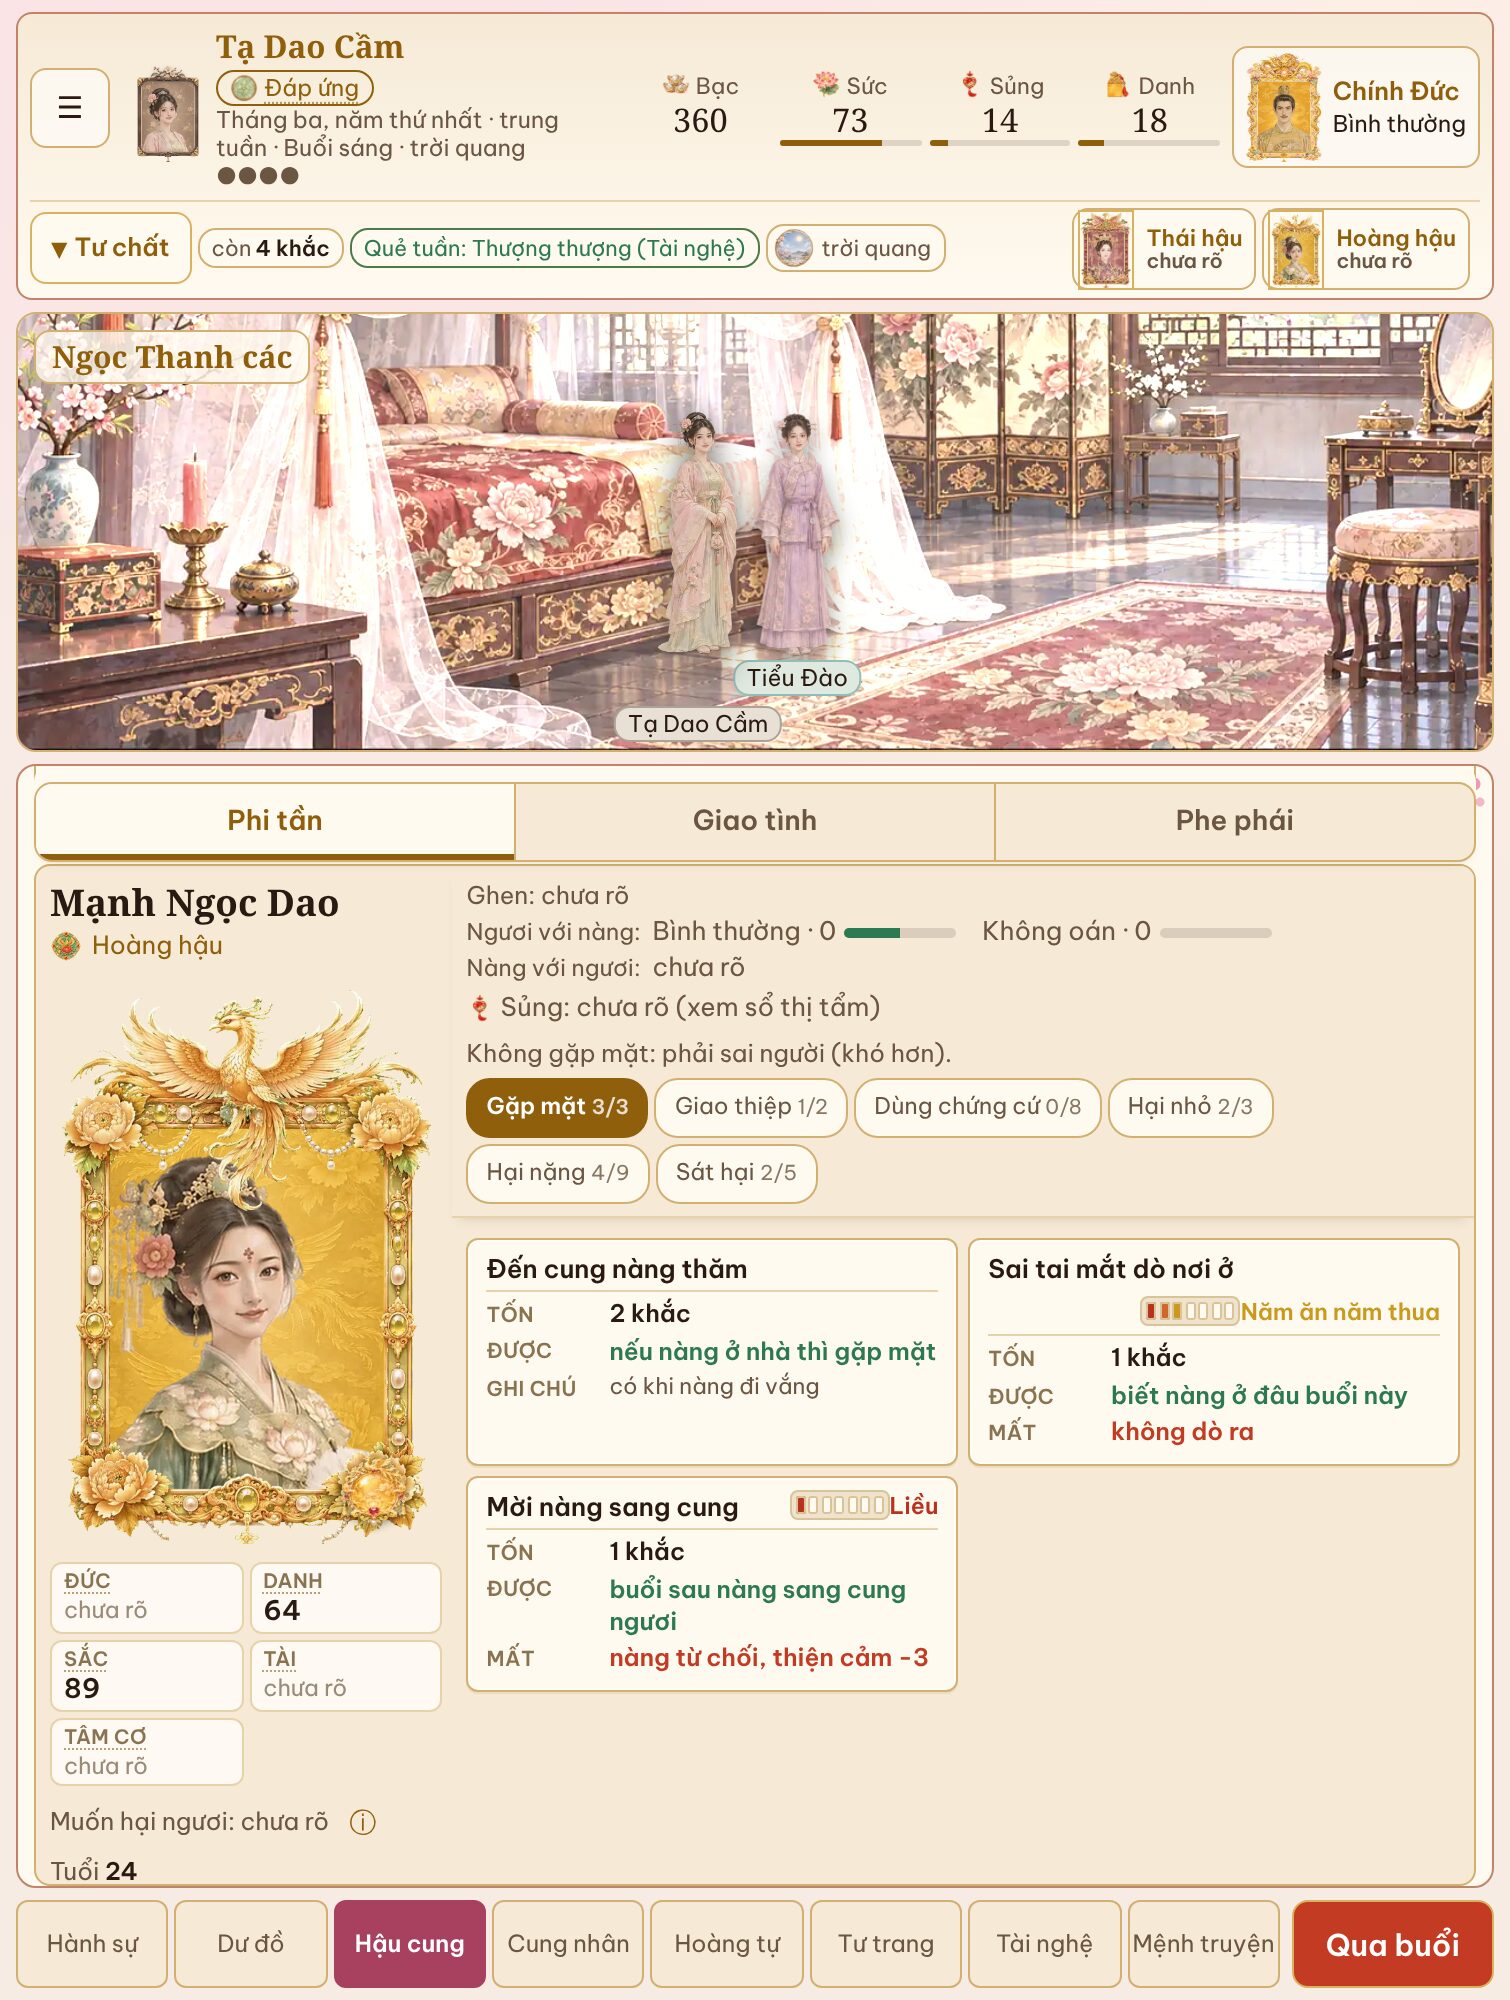 ☰
Tạ Dao Cầm
Đáp ứng
Tháng ba, năm thứ nhất · trung
tuần · Buổi sáng · trời quang
Bạc
360
Sức
73
Sủng
14
Danh
18
Chính Đức
Bình thường
▼ Tư chất
còn 4 khắc
Quẻ tuần: Thượng thượng (Tài nghệ)
trời quang
Thái hậu
chưa rõ
Hoàng hậu
chưa rõ
Ngọc Thanh các
Tiểu Đào
Tạ Dao Cầm
Phi tần
Giao tình
Phe phái
Mạnh Ngọc Dao
Hoàng hậu
ĐỨC
chưa rõ
DANH
64
SẮC
89
TÀI
chưa rõ
TÂM CƠ
chưa rõ
Muốn hại ngươi: chưa rõ ⓘ
Tuổi 24
Ghen: chưa rõ
Ngươi với nàng: Bình thường · 0 Không oán · 0
Nàng với ngươi: chưa rõ
Sủng: chưa rõ (xem sổ thị tẩm)
Không gặp mặt: phải sai người (khó hơn).
Gặp mặt 3/3
Giao thiệp 1/2
Dùng chứng cứ 0/8
Hại nhỏ 2/3
Hại nặng 4/9
Sát hại 2/5
Đến cung nàng thăm
TỐN 2 khắc
ĐƯỢC nếu nàng ở nhà thì gặp mặt
GHI CHÚ có khi nàng đi vắng
Sai tai mắt dò nơi ở
Năm ăn năm thua
TỐN 1 khắc
ĐƯỢC biết nàng ở đâu buổi này
MẤT không dò ra
Mời nàng sang cung Liều
TỐN 1 khắc
ĐƯỢC buổi sau nàng sang cung
ngươi
MẤT nàng từ chối, thiện cảm -3
Hành sự
Dư đồ
Hậu cung
Cung nhân
Hoàng tự
Tư trang
Tài nghệ
Mệnh truyện
Qua buổi